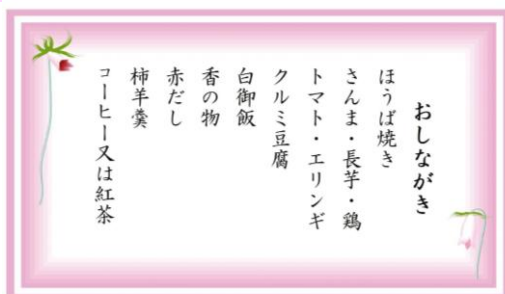 おしながき
ほうば焼き
さんま・長芋・鶏
トマト・エリンギ
クルミ豆腐
白御飯
香の物
赤だし
柿羊羹
コーヒー又は紅茶